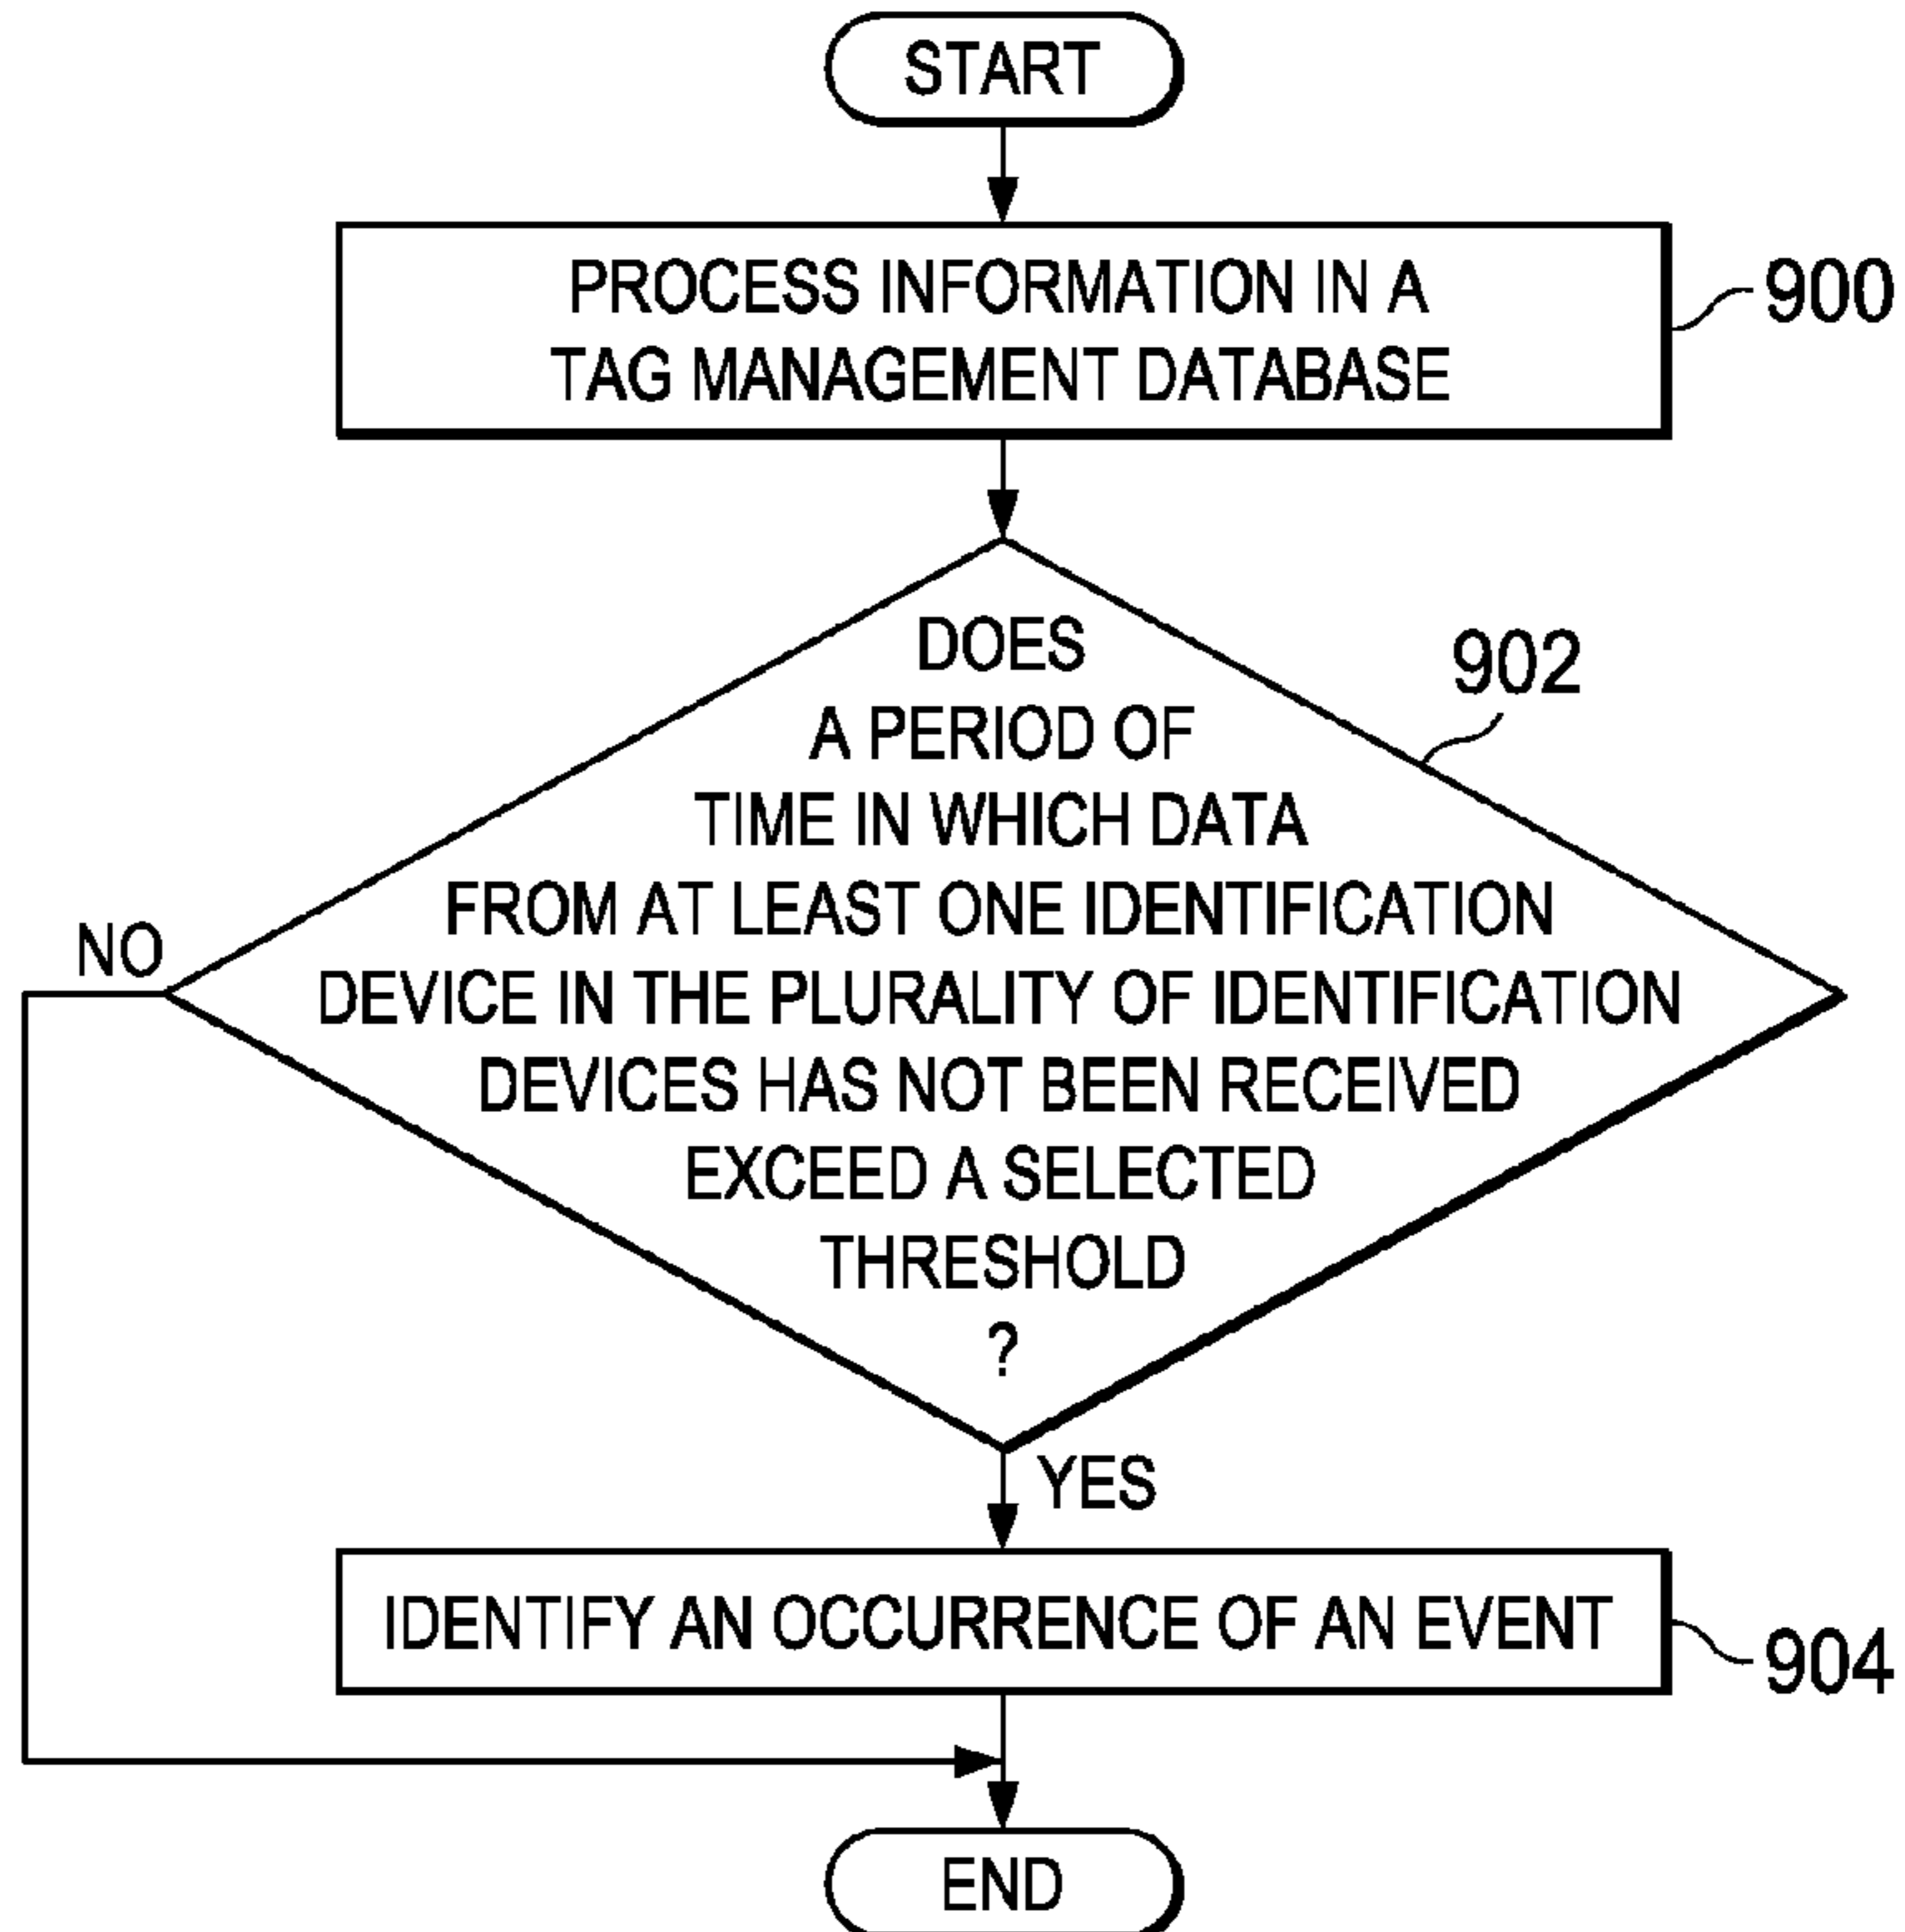 START
PROCESS INFORMATION IN A
TAG MANAGEMENT DATABASE
900
902
DOES
A PERIOD OF
TIME IN WHICH DATA
FROM AT LEAST ONE IDENTIFICATION
DEVICE IN THE PLURALITY OF IDENTIFICATION
DEVICES HAS NOT BEEN RECEIVED
EXCEED A SELECTED
THRESHOLD
?
NO
YES
IDENTIFY AN OCCURRENCE OF AN EVENT
904
END